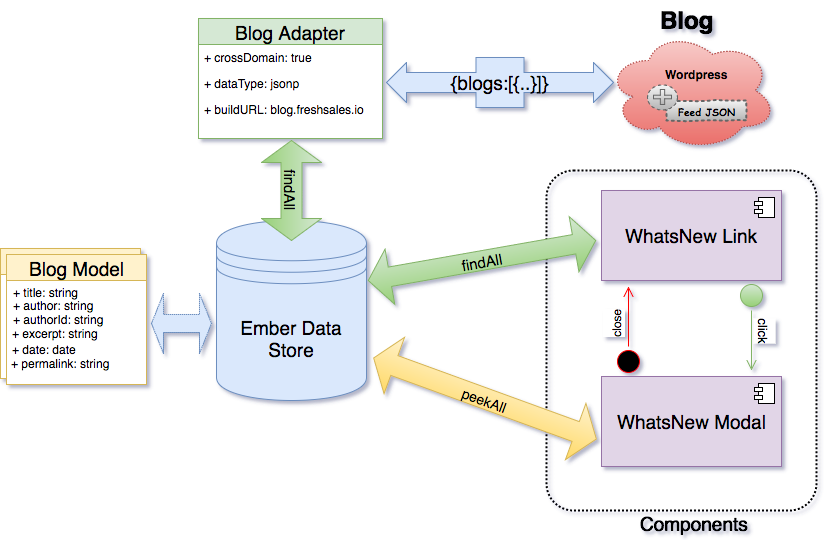 Blog
Blog Adapter
+ crossDomain: true
+ dataType: jsonp
+ buildURL: blog.freshsales.io
{blogs:[{..}]}
Wordpress
Feed JSON
findAll
WhatsNew Link
Blog Model
+ title: string
+ author: string
+ authorId: string
+ excerpt: string
+ date: date
+ permalink: string
Ember Data
Store
findAll
close
click
peekAll
WhatsNew Modal
Components